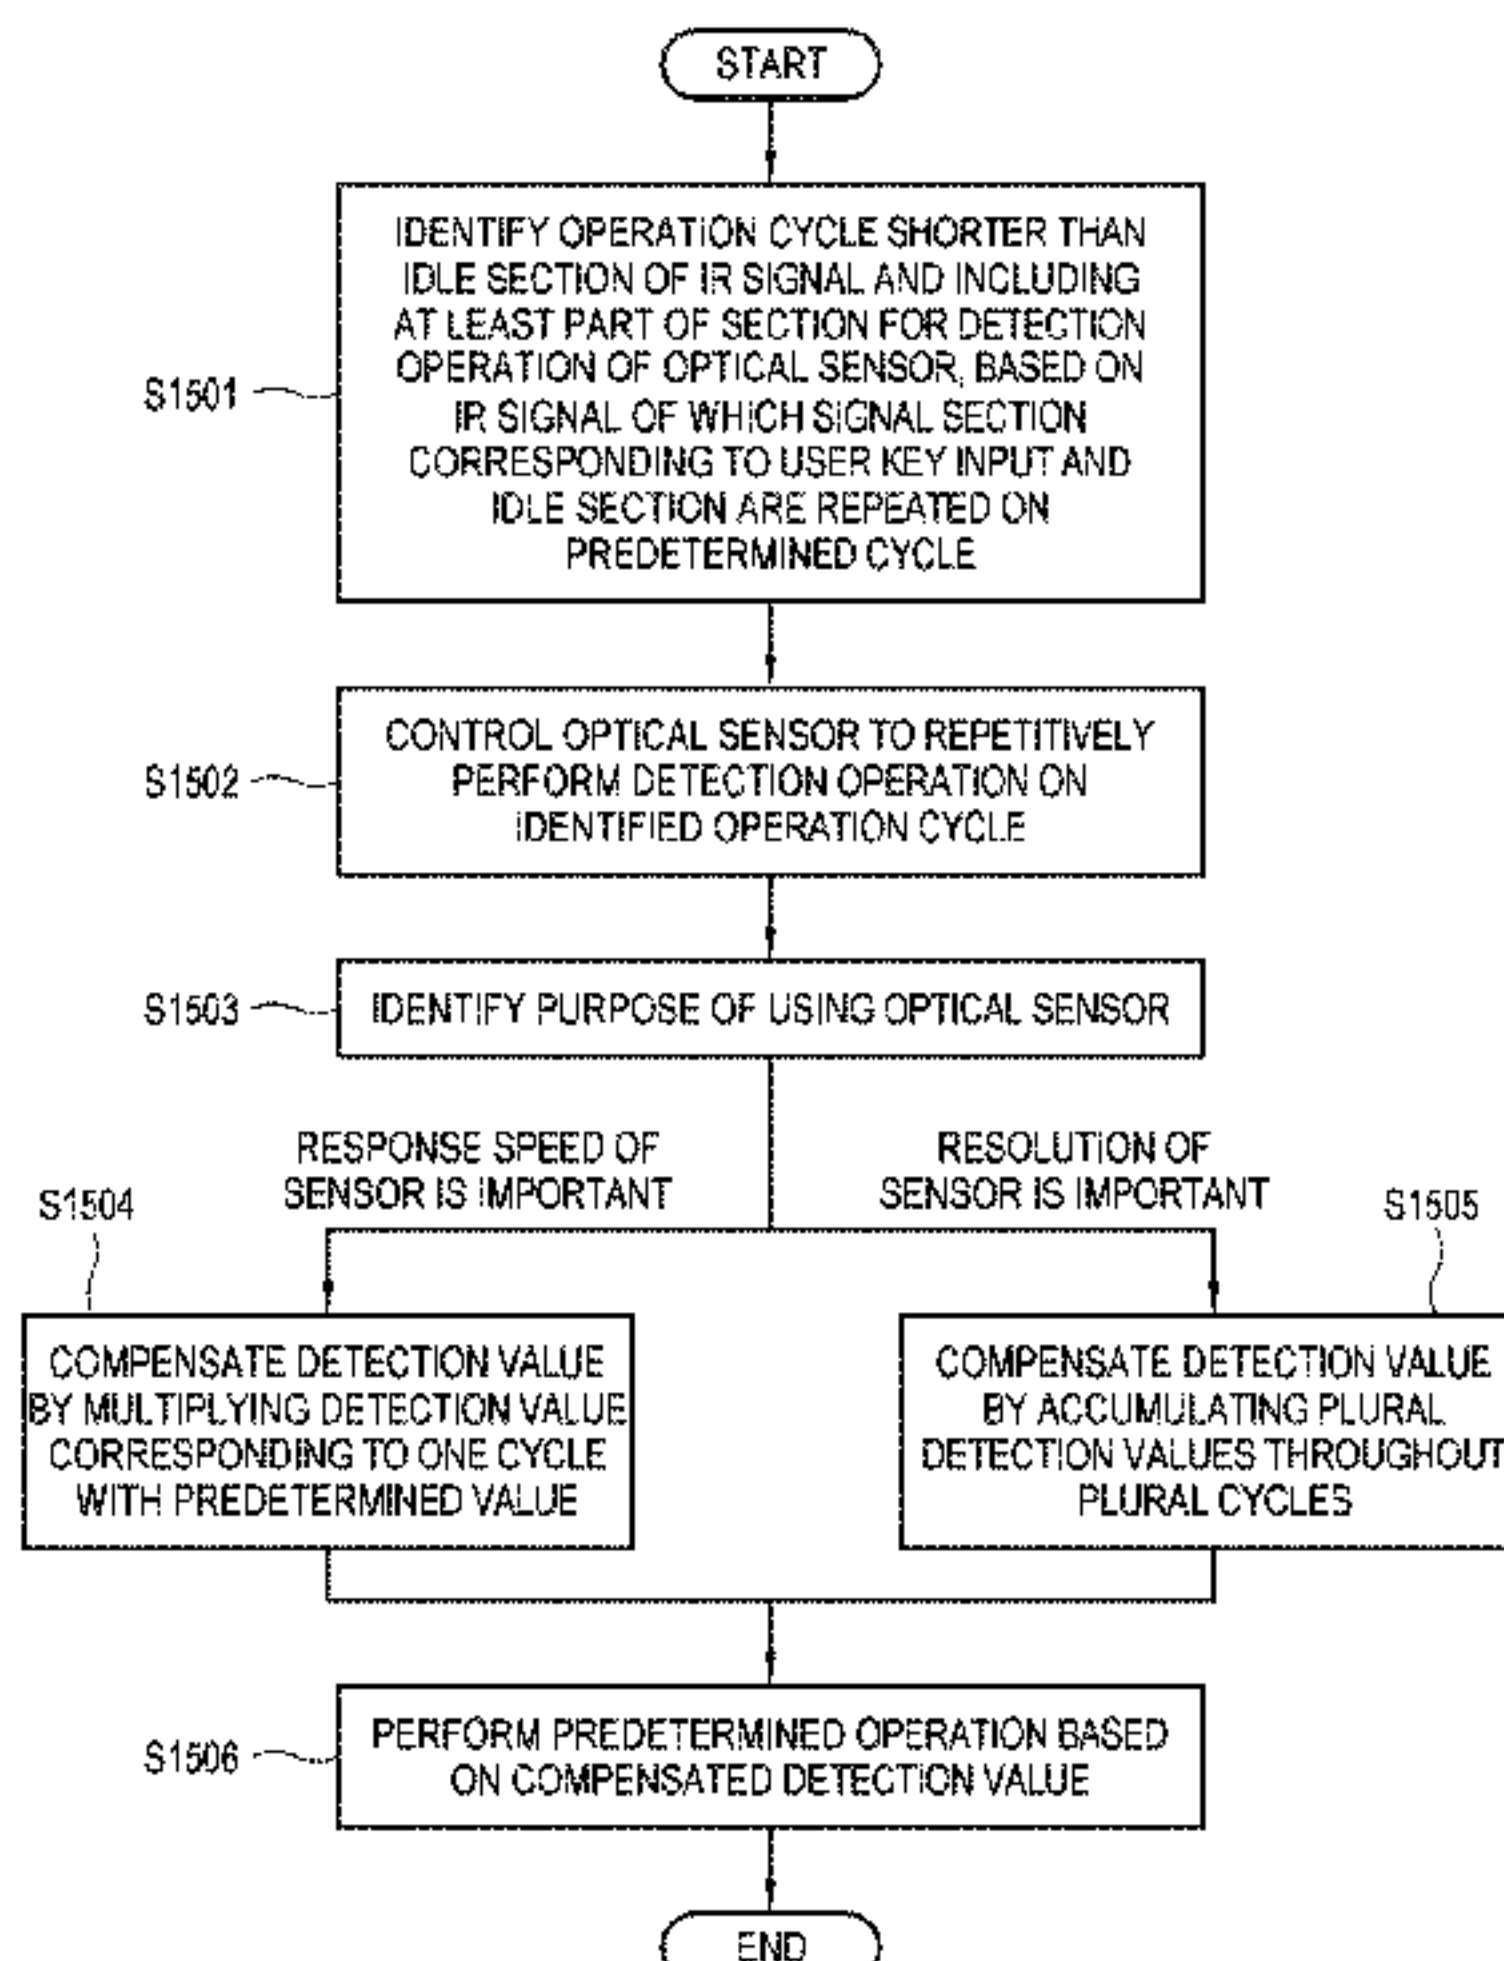 START
IDENTIFY OPERATION CYCLE SHORTER THAN
IDLE SECTION OF IR SIGNAL AND INCLUDING
AT LEAST PART OF SECTION FOR DETECTION
OPERATION OF OPTICAL SENSOR, BASED ON
IR SIGNAL OF WHICH SIGNAL SECTION
CORRESPONDING TO USER KEY INPUT AND
IDLE SECTION ARE REPEATED ON
PREDETERMINED CYCLE
S1501
CONTROL OPTICAL SENSOR TO REPETITIVELY
PERFORM DETECTION OPERATION ON
IDENTIFIED OPERATION CYCLE
S1502
S1503
IDENTIFY PURPOSE OF USING OPTICAL SENSOR
RESPONSE SPEED OF
SENSOR IS IMPORTANT
RESOLUTION OF
SENSOR IS IMPORTANT
S1504
COMPENSATE DETECTION VALUE
BY MULTIPLYING DETECTION VALUE
CORRESPONDING TO ONE CYCLE
WITH PREDETERMINED VALUE
S1505
COMPENSATE DETECTION VALUE
BY ACCUMULATING PLURAL
DETECTION VALUES THROUGHOUT
PLURAL CYCLES
S1506
PERFORM PREDETERMINED OPERATION BASED
ON COMPENSATED DETECTION VALUE
END